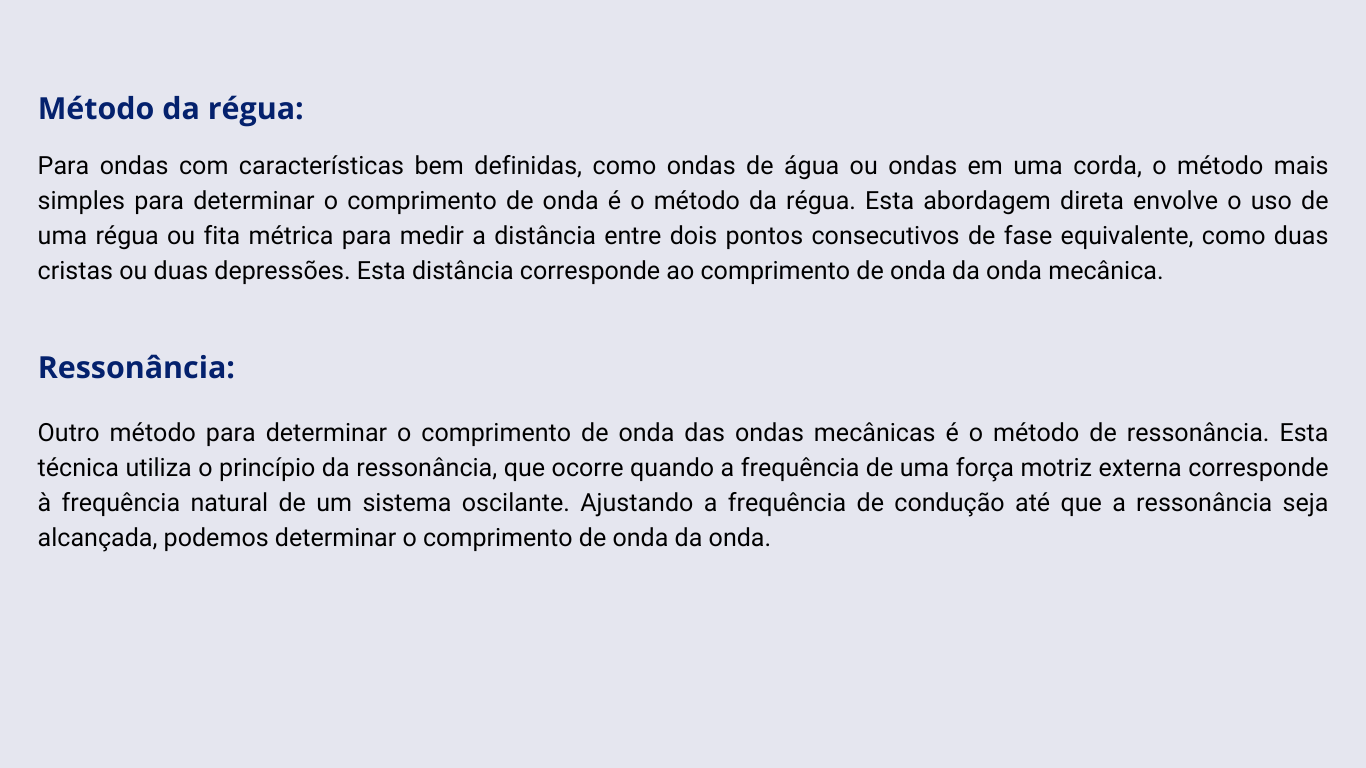 Método da régua:
Para ondas com características bem definidas, como ondas de água ou ondas em uma corda, o método mais
simples para determinar o comprimento de onda é o método da régua. Esta abordagem direta envolve o uso de
uma régua ou fita métrica para medir a distância entre dois pontos consecutivos de fase equivalente, como duas
cristas ou duas depressões. Esta distância corresponde ao comprimento de onda da onda mecânica.
Ressonância:
Outro método para determinar o comprimento de onda das ondas mecânicas é o método de ressonância. Esta
técnica utiliza o princípio da ressonância, que ocorre quando a frequência de uma força motriz externa corresponde
à frequência natural de um sistema oscilante. Ajustando a frequência de condução até que a ressonância seja
alcançada, podemos determinar o comprimento de onda da onda.